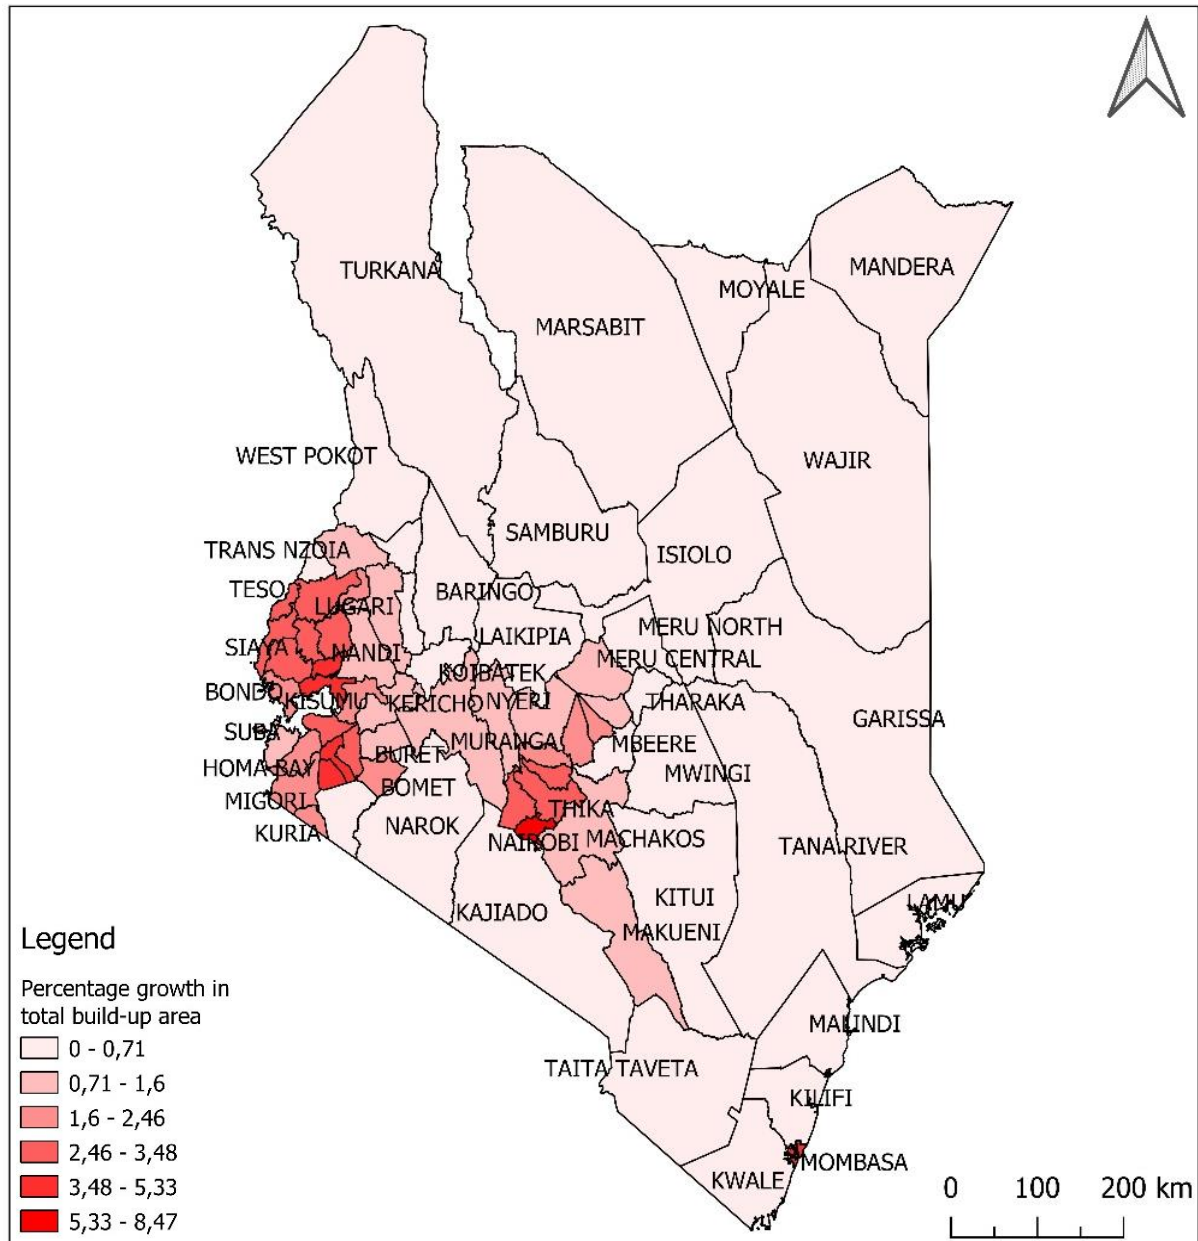 TURKANA
MANDERA
MOYALE
MARSABIT
WEST POKOT
WAJIR
SAMBURU
TRANS NZOIA
ISIOLO
TESO
BARINGO
LUGARI
LAIKIPIA
MERU NORTH
SIAYA
NANDI
MERU CENTRAL
KOIBATEK
BONDO
KISUMU
KERICHO
NYERI
THARAKA
GARISSA
SUBA
MURANGA
MBEERE
BURET
HOMA BAY
MWINGI
BOMET
MIGORI
THIKA
KURIA
NAROK
NAIROBI
MACHAKOS
TANA RIVER
KITUI
LAMU
KAJIADO
MAKUENI
MALINDI
TAITA TAVETA
KILIFI
MOMBASA
KWALE
Legend
Percentage growth in
total build-up area
0 - 0,71
0,71 - 1,6
1,6 - 2,46
2,46 - 3,48
3,48 - 5,33
5,33 - 8,47
0 100 200 km